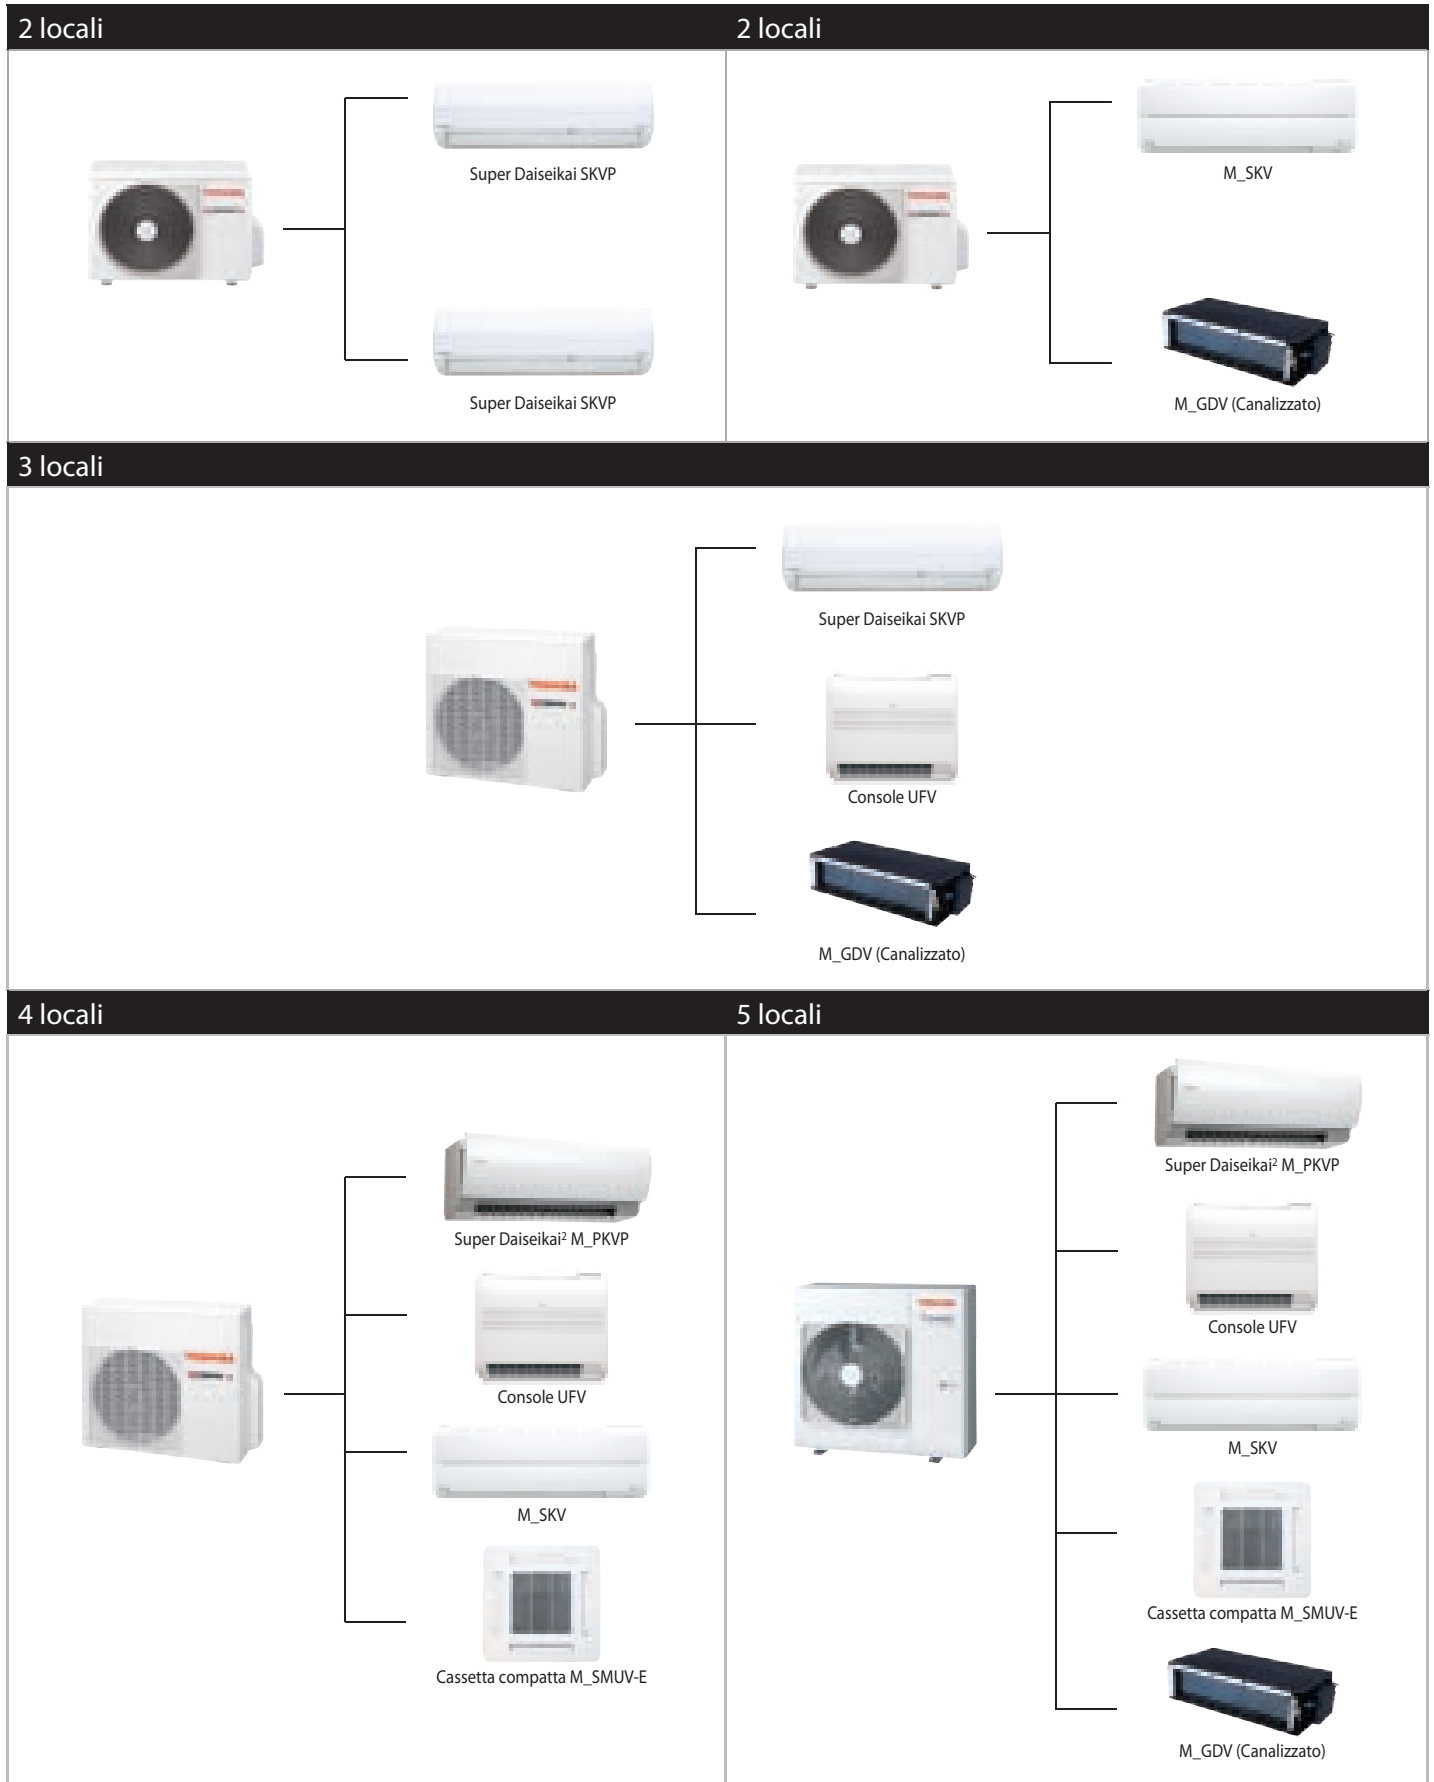 2 locali
2 locali
Super Daiseikai SKVP
Super Daiseikai SKVP
M_SKV
M_GDV (Canalizzato)
3 locali
Super Daiseikai SKVP
Console UFV
M_GDV (Canalizzato)
4 locali
5 locali
Super Daiseikai² M_PKVP
Console UFV
M_SKV
Cassetta compatta M_SMUV-E
Super Daiseikai² M_PKVP
Console UFV
M_SKV
Cassetta compatta M_SMUV-E
M_GDV (Canalizzato)